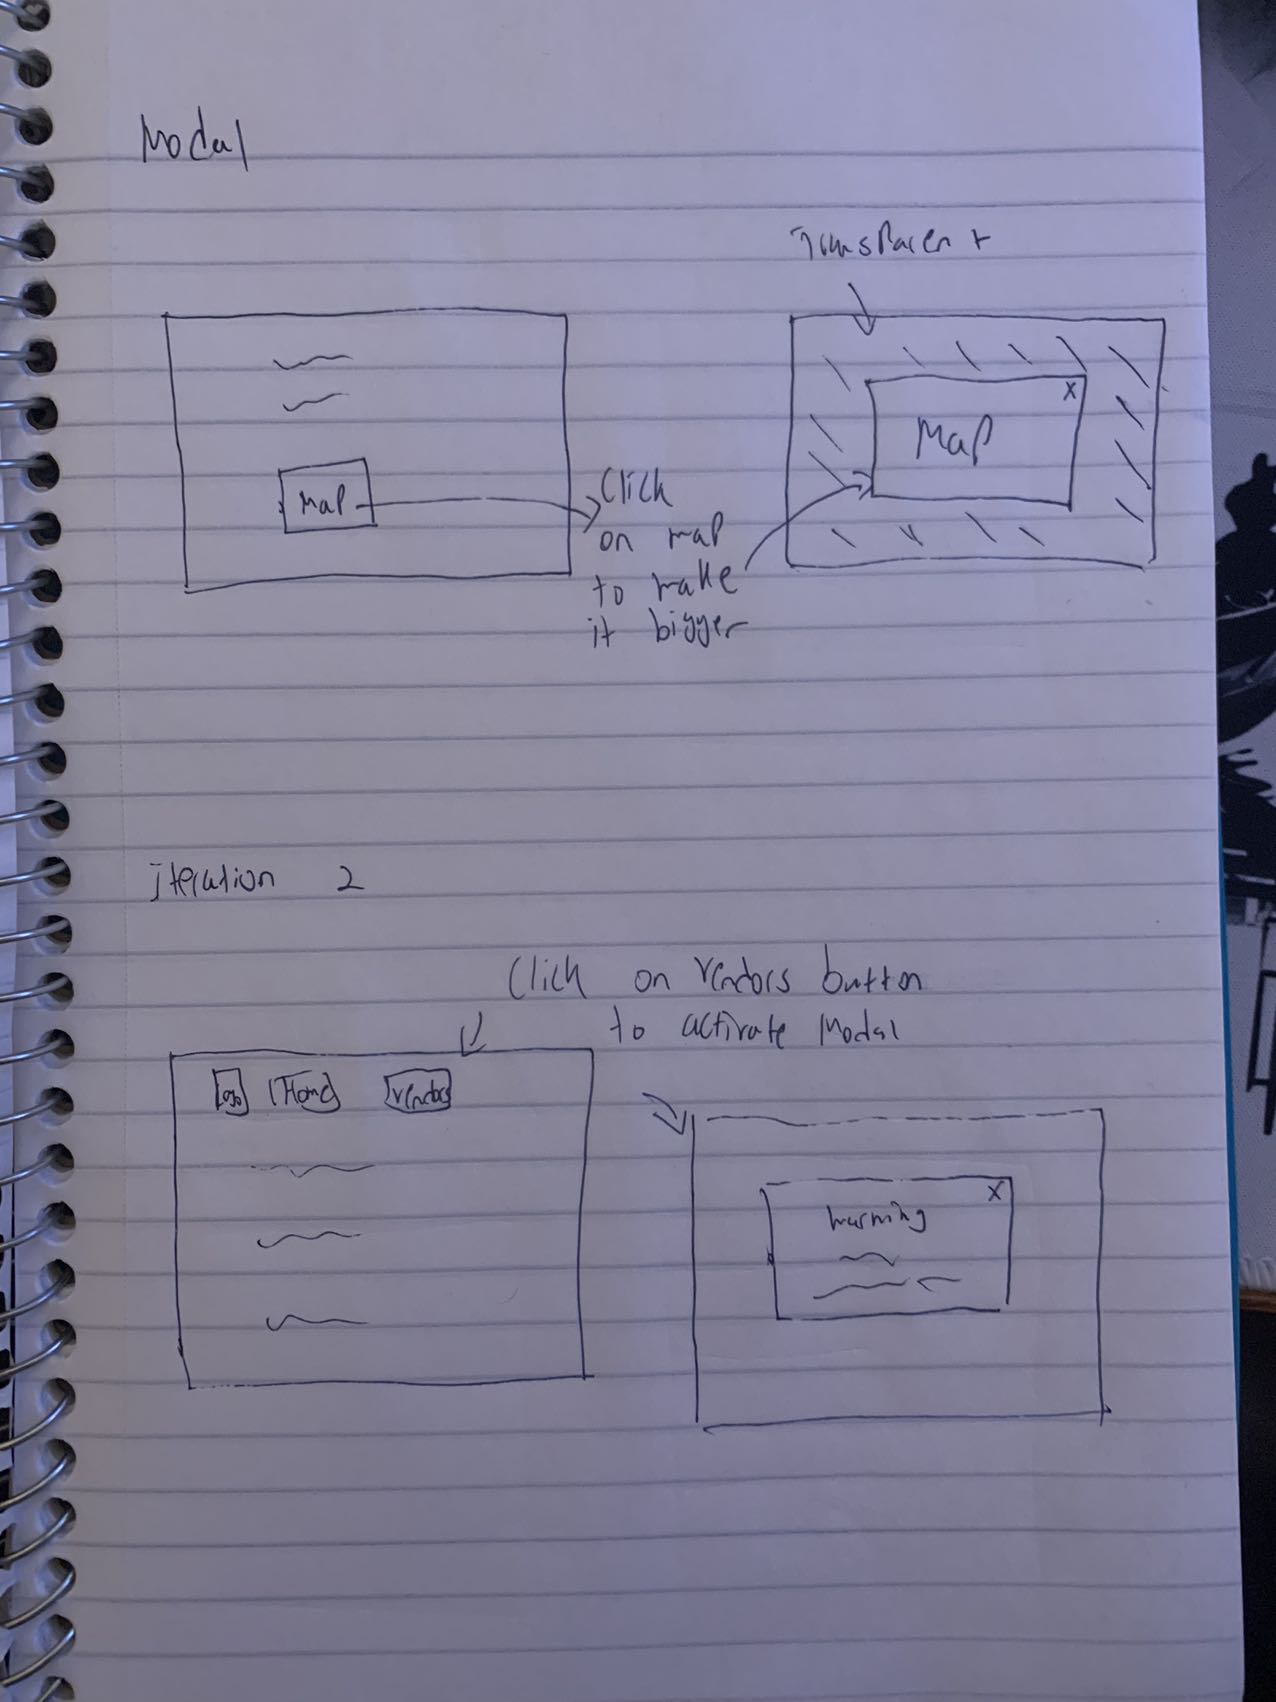 Modal
Transparent
Map
Click
on map
to make
it bigger
Map
X
iteration 2
Click on vendors button
to activate Modal
logo Home vendors
X
warning